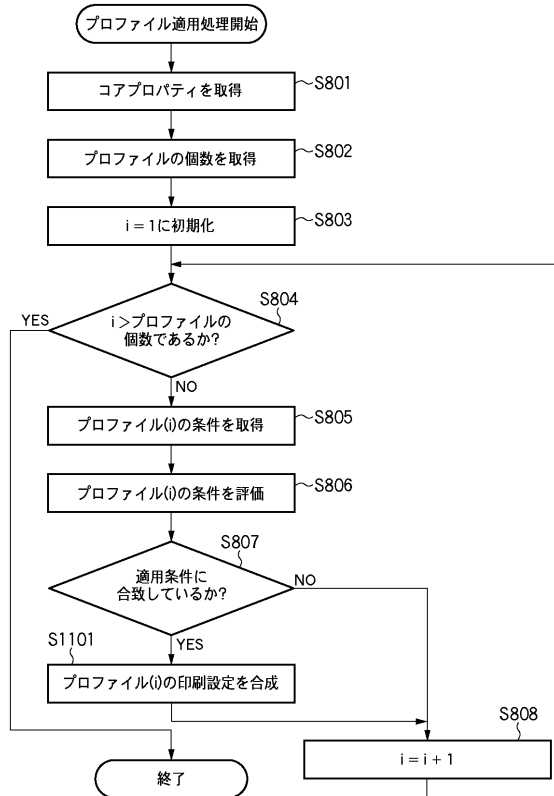 プロファイル適用処理開始
コアプロパティを取得
S801
プロファイルの個数を取得
S802
i = 1に初期化
S803
S804
i >プロファイルの
個数であるか?
YES
NO
プロファイル(i)の条件を取得
S805
プロファイル(i)の条件を評価
S806
S807
適用条件に
合致しているか?
NO
YES
S1101
プロファイル(i)の印刷設定を合成
S808
i = i + 1
終了